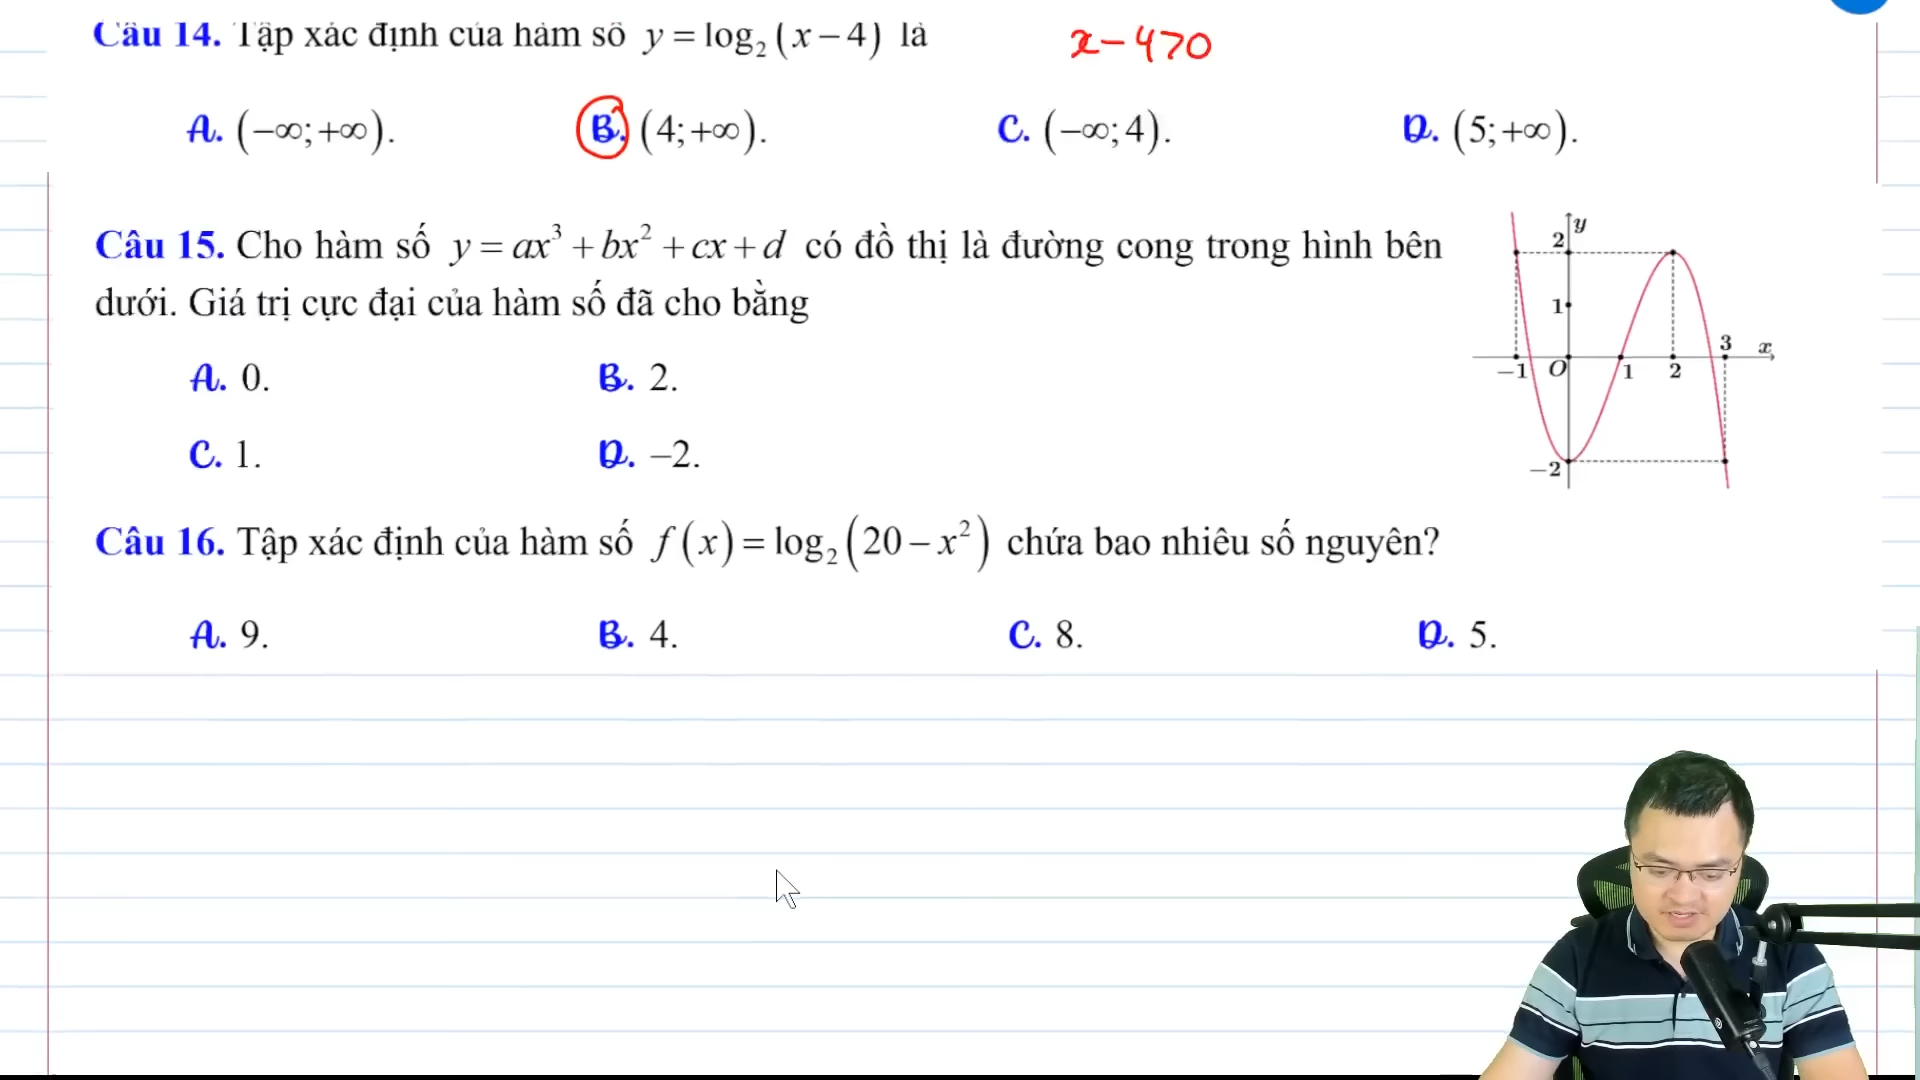 Câu 14. Tập xác định của hàm số y = log₂(x − 4) là
x − 4 > 0
A. (−∞; +∞). B. (4; +∞). C. (−∞; 4). D. (5; +∞).
Câu 15. Cho hàm số y = ax³ + bx² + cx + d có đồ thị là đường cong trong hình bên
dưới. Giá trị cực đại của hàm số đã cho bằng
A. 0. B. 2.
C. 1. D. −2.
y
2
1
3 x
−1 O 1 2
−2
Câu 16. Tập xác định của hàm số f(x) = log₂(20 − x²) chứa bao nhiêu số nguyên?
A. 9. B. 4. C. 8. D. 5.